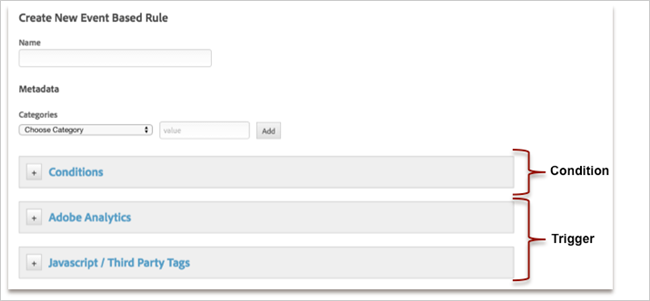 Create New Event Based Rule
Name
Metadata
Categories
Choose Category value Add
+ Conditions
Condition
+ Adobe Analytics
Trigger
+ Javascript / Third Party Tags